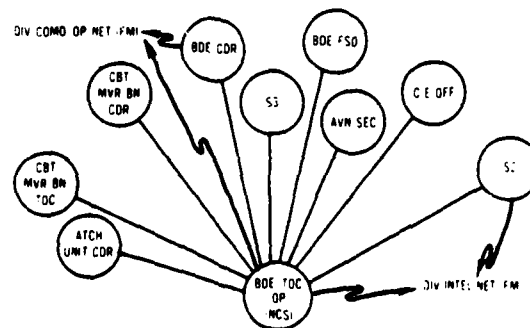 DIV COMD OP NET (FM)
BDE CDR
BDE FSO
CBT
MVR BN
CDR
S3
AVN SEC
C E OFF
CBT
MVR BN
TOC
ATCH
UNIT CDR
BDE TOC
OP
(NCS)
DIV INTEL NET (FM)